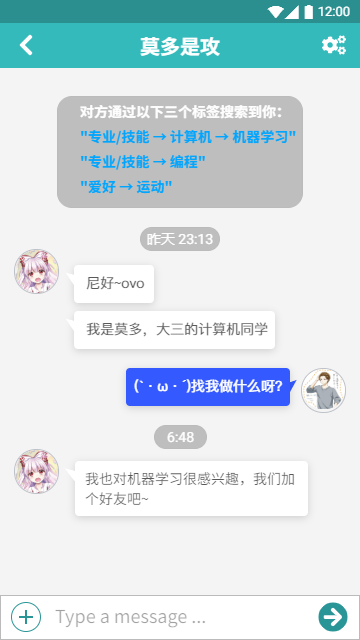 12:00
莫多是攻
对方通过以下三个标签搜索到你:
"专业/技能 → 计算机 → 机器学习"
"专业/技能 → 编程"
"爱好 → 运动"
昨天 23:13
尼好~ovo
我是莫多，大三的计算机同学
(`・ω・´)找我做什么呀?
6:48
我也对机器学习很感兴趣，我们加
个好友吧~
Type a message ...